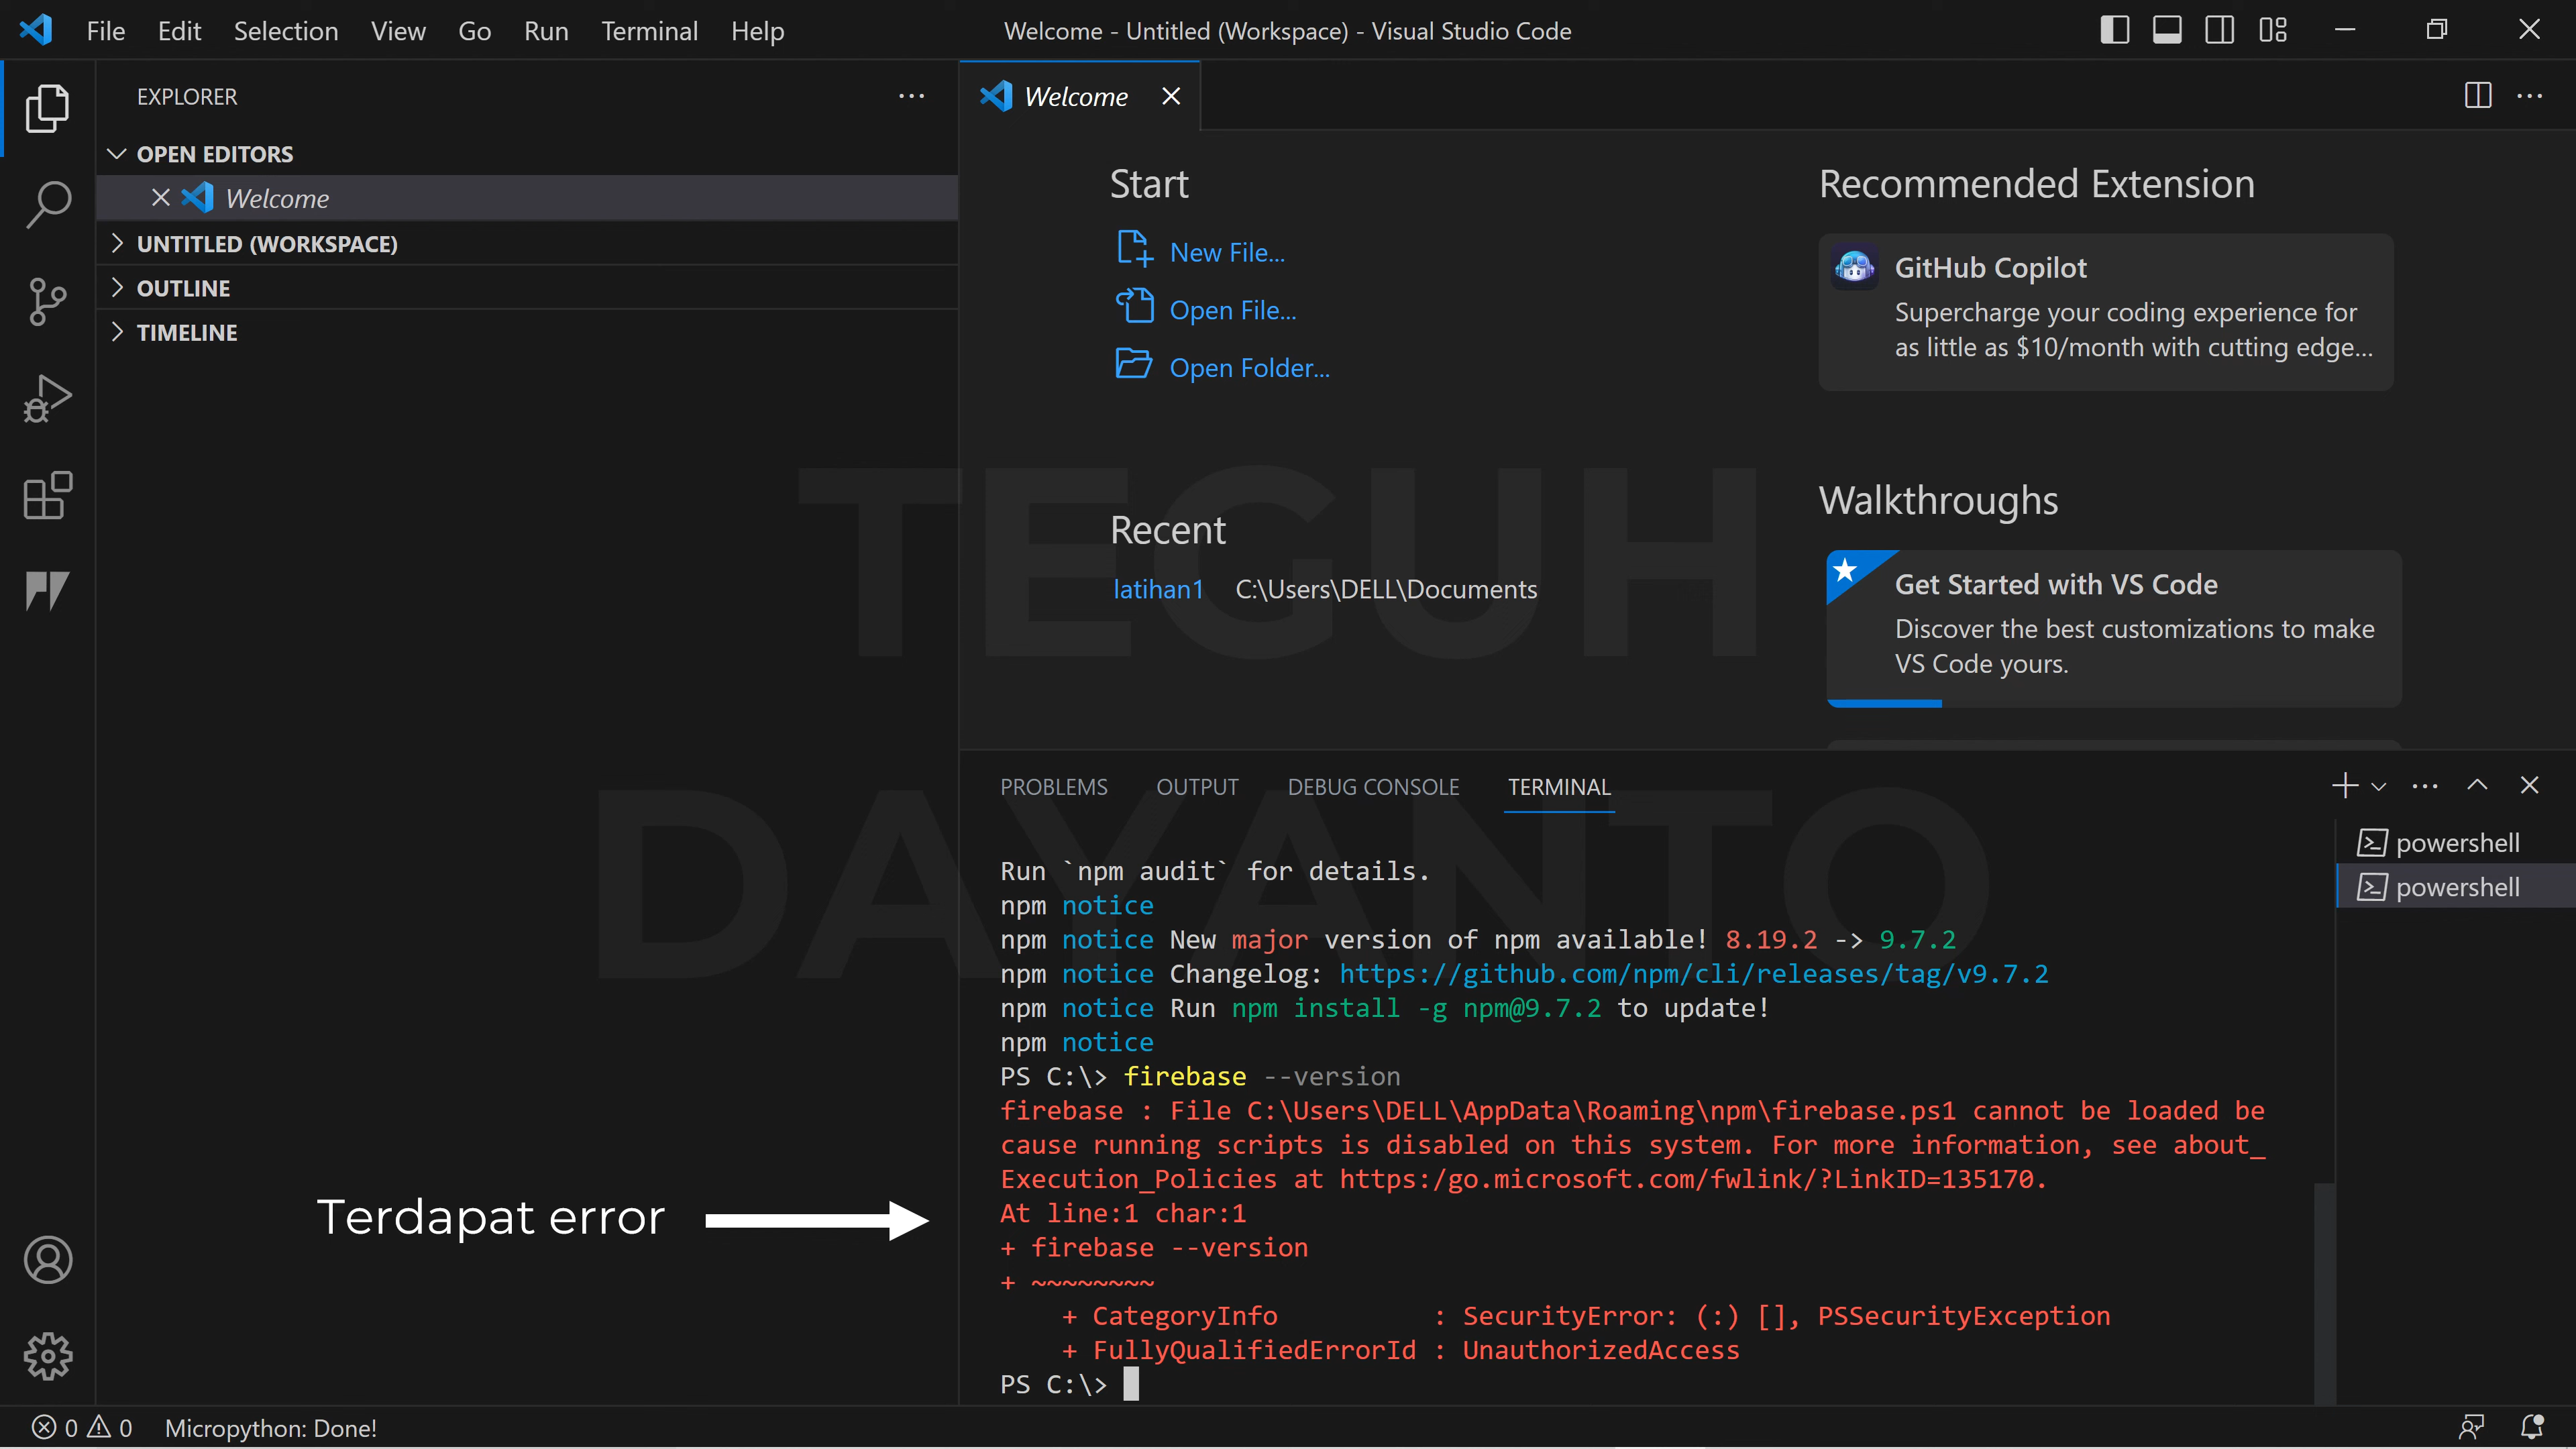 File Edit Selection View Go Run Terminal Help
Welcome - Untitled (Workspace) - Visual Studio Code
EXPLORER
OPEN EDITORS
Welcome
UNTITLED (WORKSPACE)
OUTLINE
TIMELINE
Welcome
Start
New File...
Open File...
Open Folder...
Recent
latihan1 C:\Users\DELL\Documents
Recommended Extension
GitHub Copilot
Supercharge your coding experience for
as little as $10/month with cutting edge...
Walkthroughs
Get Started with VS Code
Discover the best customizations to make
VS Code yours.
TEGUH
DAYANTO
PROBLEMS OUTPUT DEBUG CONSOLE TERMINAL
powershell
powershell
Run `npm audit` for details.
npm notice
npm notice New major version of npm available! 8.19.2 -> 9.7.2
npm notice Changelog: https://github.com/npm/cli/releases/tag/v9.7.2
npm notice Run npm install -g npm@9.7.2 to update!
npm notice
PS C:\> firebase --version
firebase : File C:\Users\DELL\AppData\Roaming\npm\firebase.ps1 cannot be loaded be
cause running scripts is disabled on this system. For more information, see about_
Execution_Policies at https:/go.microsoft.com/fwlink/?LinkID=135170.
At line:1 char:1
+ firebase --version
+ ~~~~~~~~
+ CategoryInfo : SecurityError: (:) [], PSSecurityException
+ FullyQualifiedErrorId : UnauthorizedAccess
PS C:\>
Terdapat error
0 0 Micropython: Done!